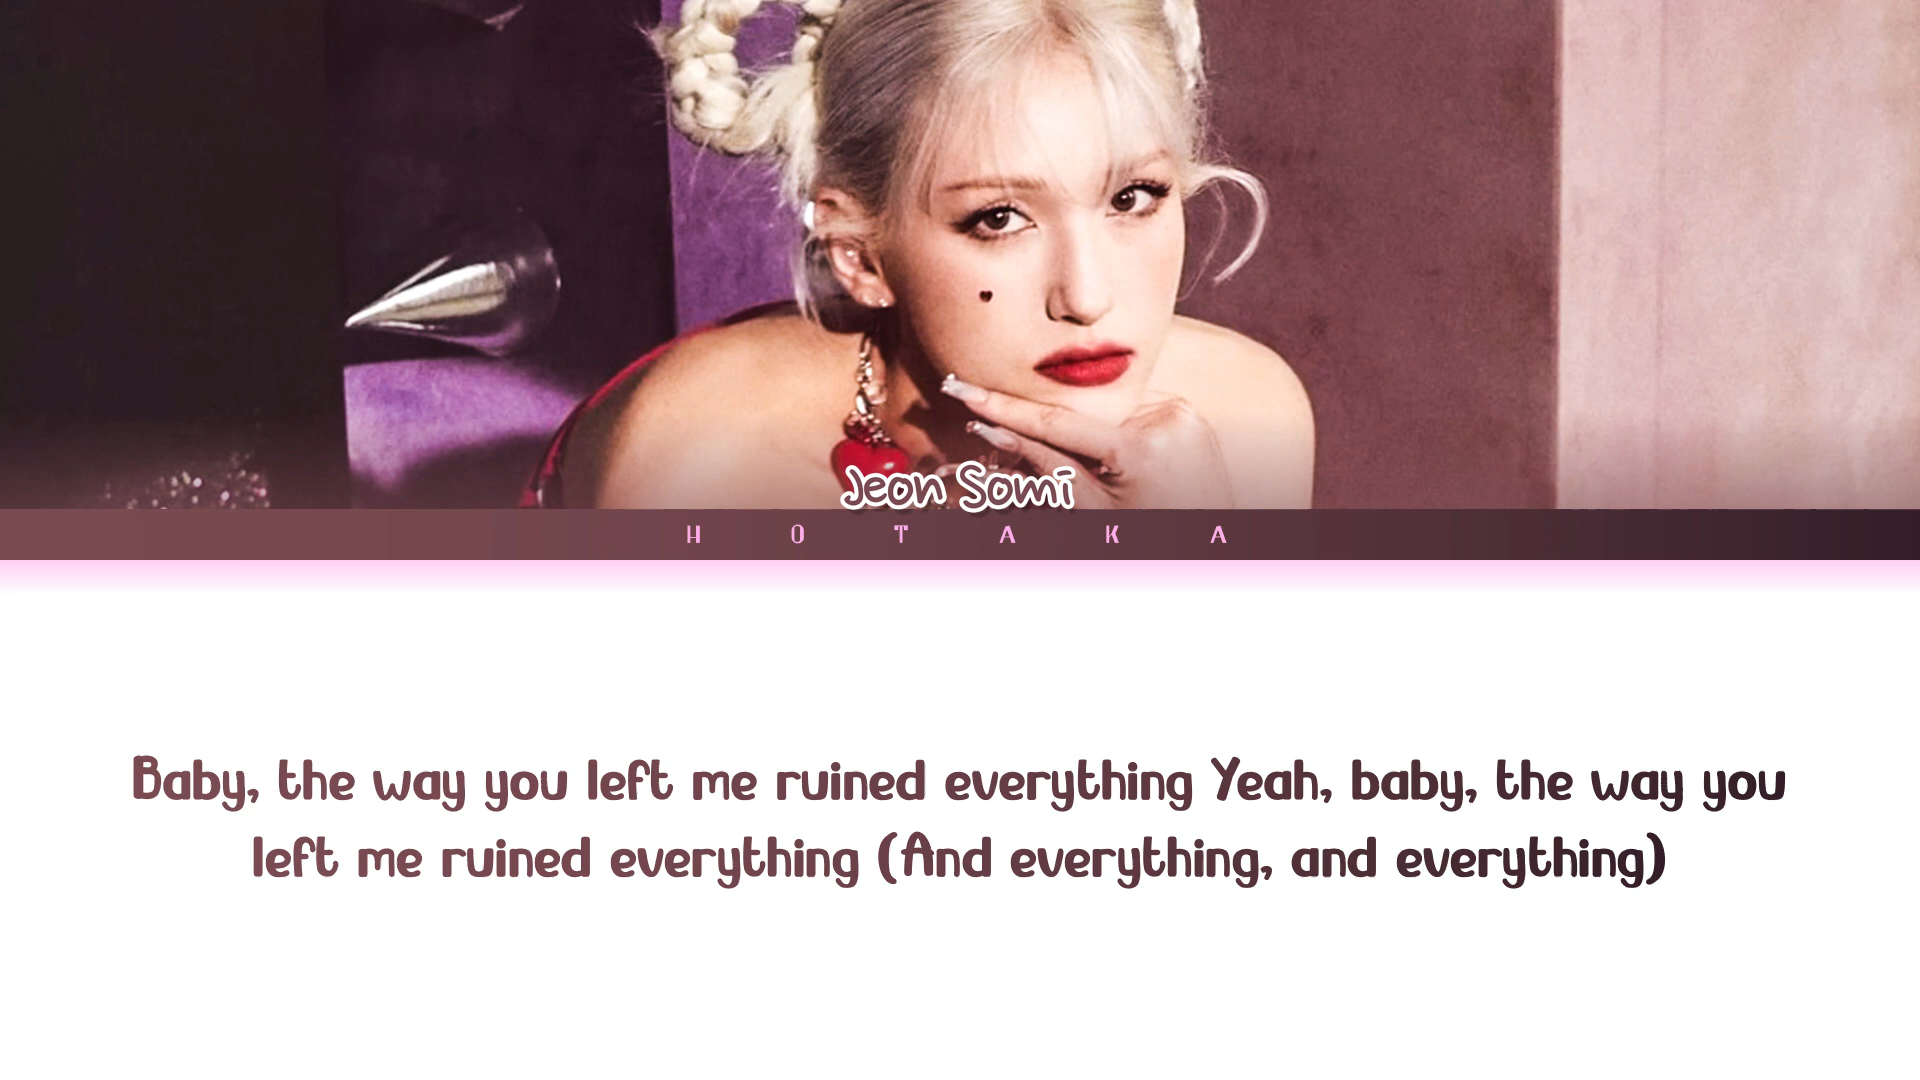 Jeon Somi
HOTAKA
Baby, the way you left me ruined everything Yeah, baby, the way you
left me ruined everything (And everything, and everything)